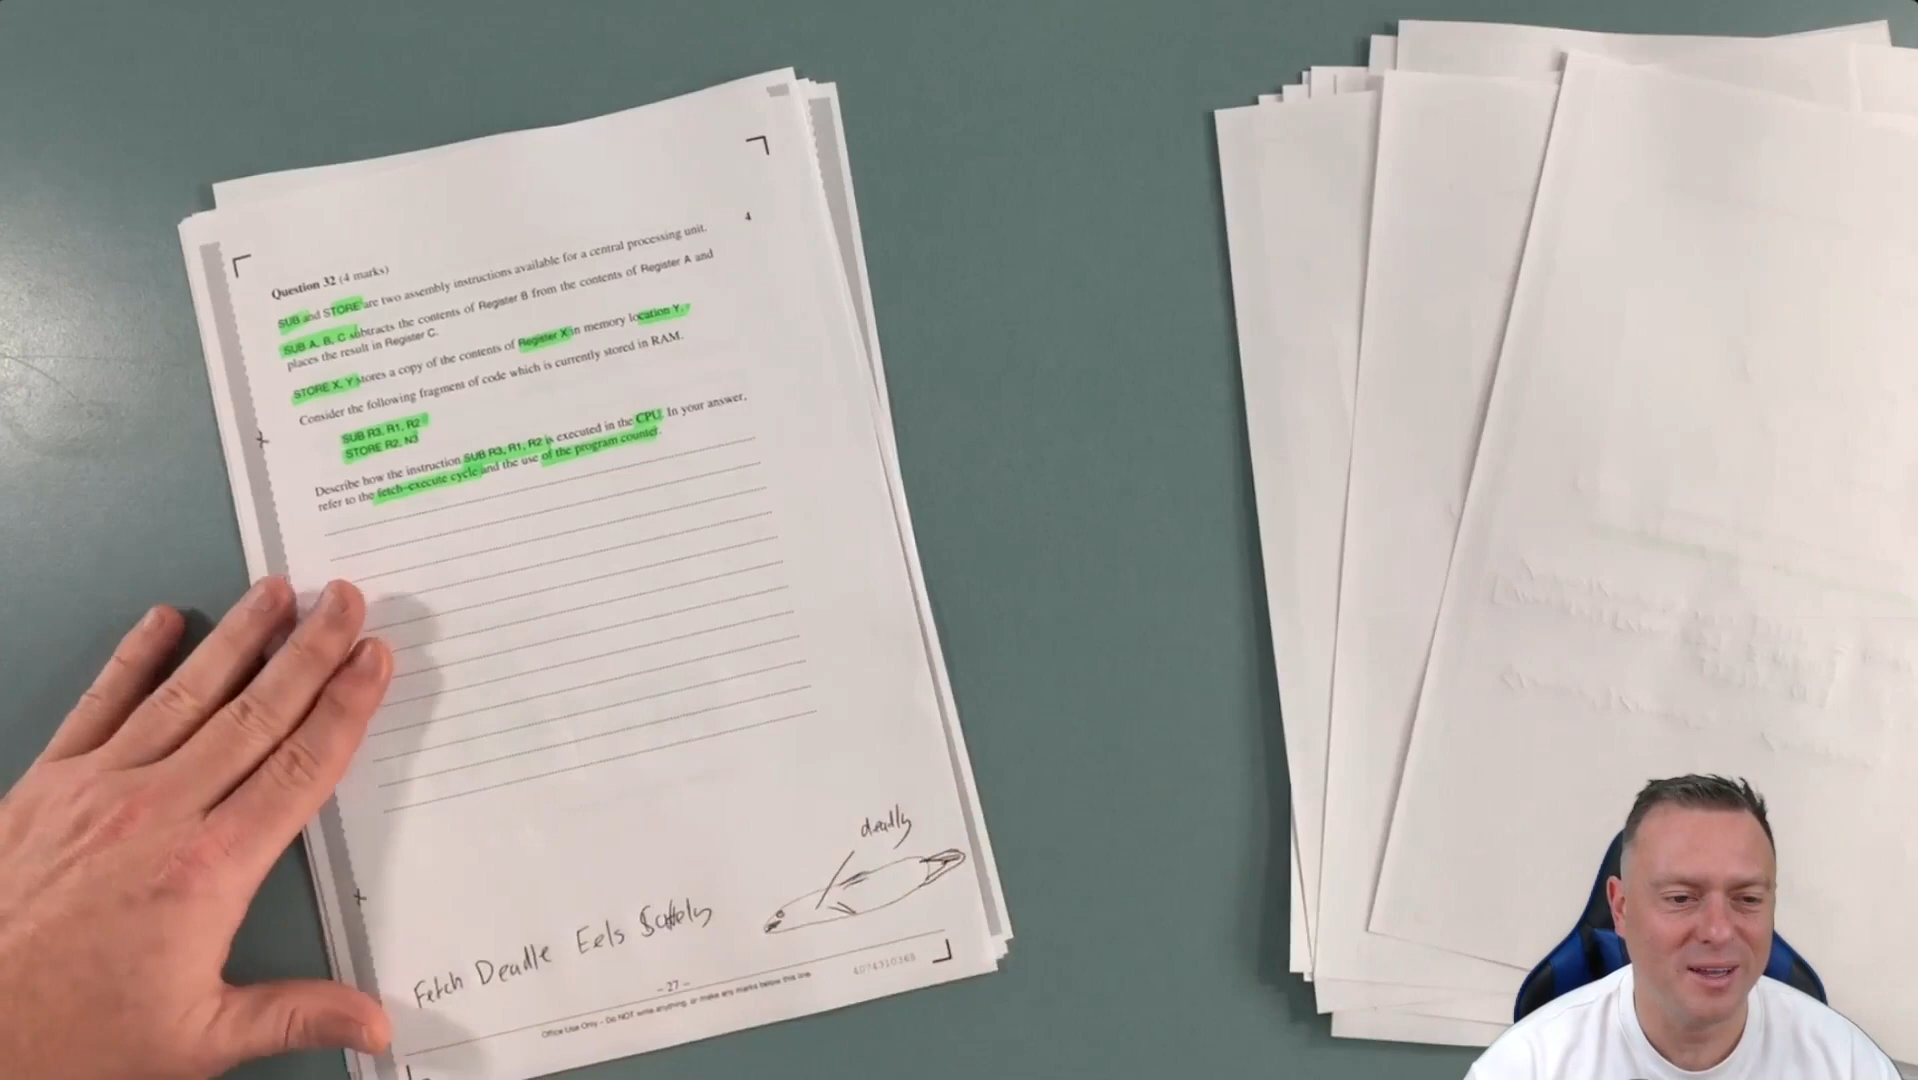 4
Question 32 (4 marks)
SUB and STORE are two assembly instructions available for a central processing unit.
SUB A, B, C subtracts the contents of Register B from the contents of Register A and
places the result in Register C.
STORE X, Y stores a copy of the contents of Register X in memory location Y.
Consider the following fragment of code which is currently stored in RAM.
SUB R3, R1, R2
STORE R2, N3
Describe how the instruction SUB R3, R1, R2 is executed in the CPU. In your answer,
refer to the fetch–execute cycle and the use of the program counter.
deadly
Fetch Deadle Eels Safely
– 27 –
4074310368
Office Use Only – Do NOT write anything, or make any marks below this line.